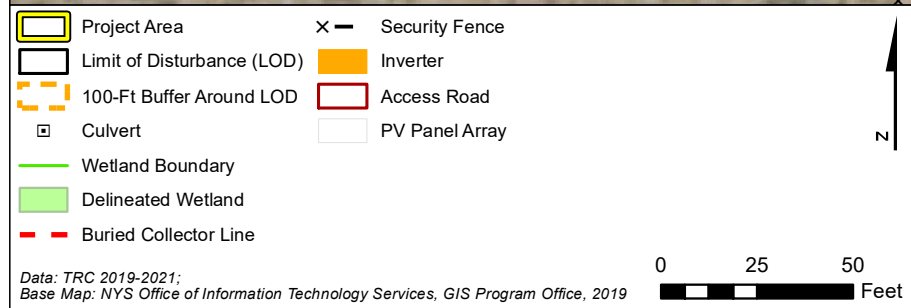 Project Area
Limit of Disturbance (LOD)
100-Ft Buffer Around LOD
Culvert
Wetland Boundary
Delineated Wetland
Buried Collector Line
Security Fence
Inverter
Access Road
PV Panel Array
N
Data: TRC 2019-2021;
Base Map: NYS Office of Information Technology Services, GIS Program Office, 2019
0 25 50
Feet